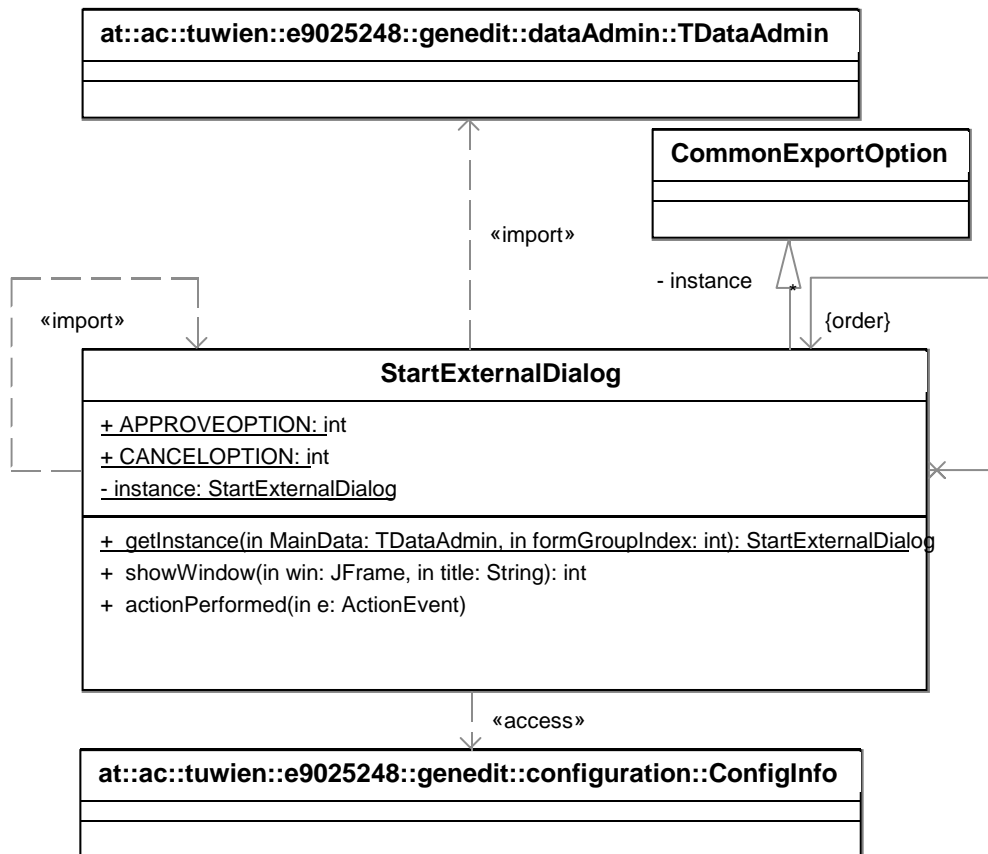 at::ac::tuwien::e9025248::genedit::dataAdmin::TDataAdmin
CommonExportOption
«import»
- instance
*
«import»
{order}
StartExternalDialog
+ APPROVEOPTION: int
+ CANCELOPTION: int
- instance: StartExternalDialog
+ getInstance(in MainData: TDataAdmin, in formGroupIndex: int): StartExternalDialog
+ showWindow(in win: JFrame, in title: String): int
+ actionPerformed(in e: ActionEvent)
«access»
at::ac::tuwien::e9025248::genedit::configuration::ConfigInfo